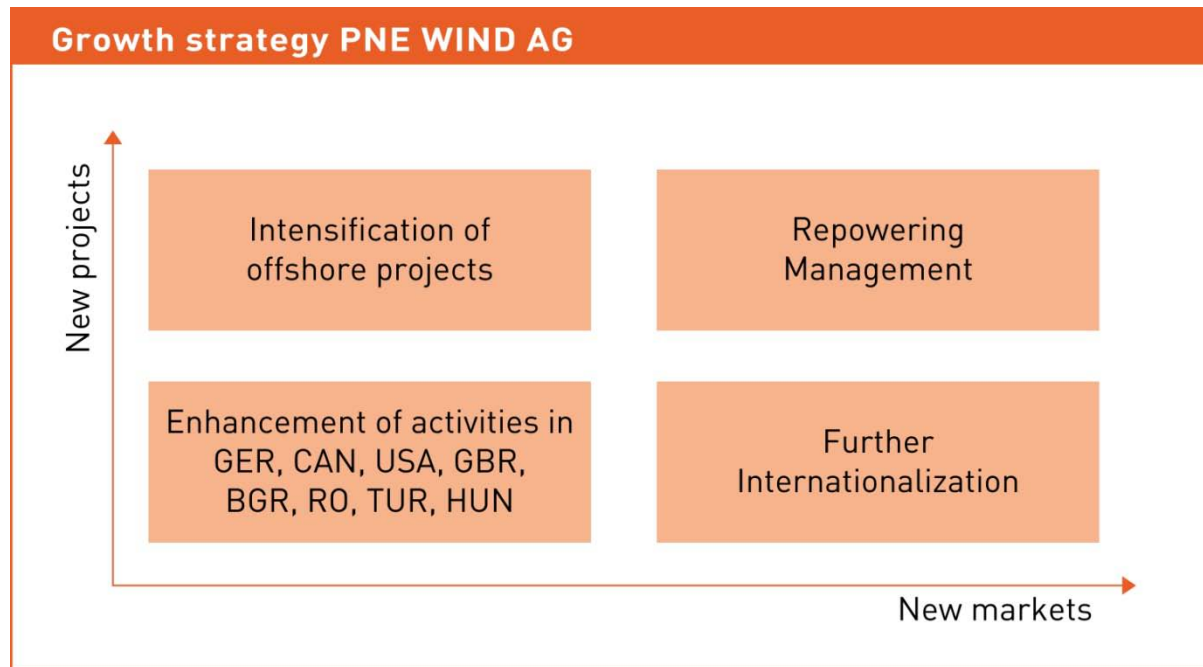 Growth strategy PNE WIND AG
New projects
Intensification of
offshore projects
Repowering
Management
Enhancement of activities in
GER, CAN, USA, GBR,
BGR, RO, TUR, HUN
Further
Internationalization
New markets